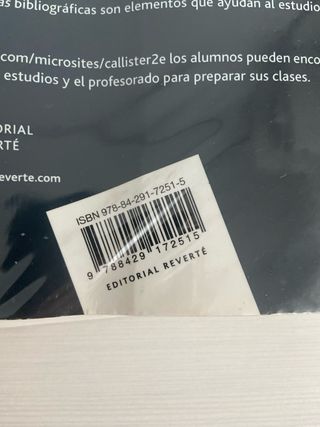 as bibliográficas son elementos que ayudan al estudio
.com/microsites/callister2e los alumnos pueden enco
estudios y el profesorado para preparar sus clases.
ORIAL
RTÉ
everte.com
ISBN 978-84-291-7251-5
9 788429 172515
EDITORIAL REVERTÉ